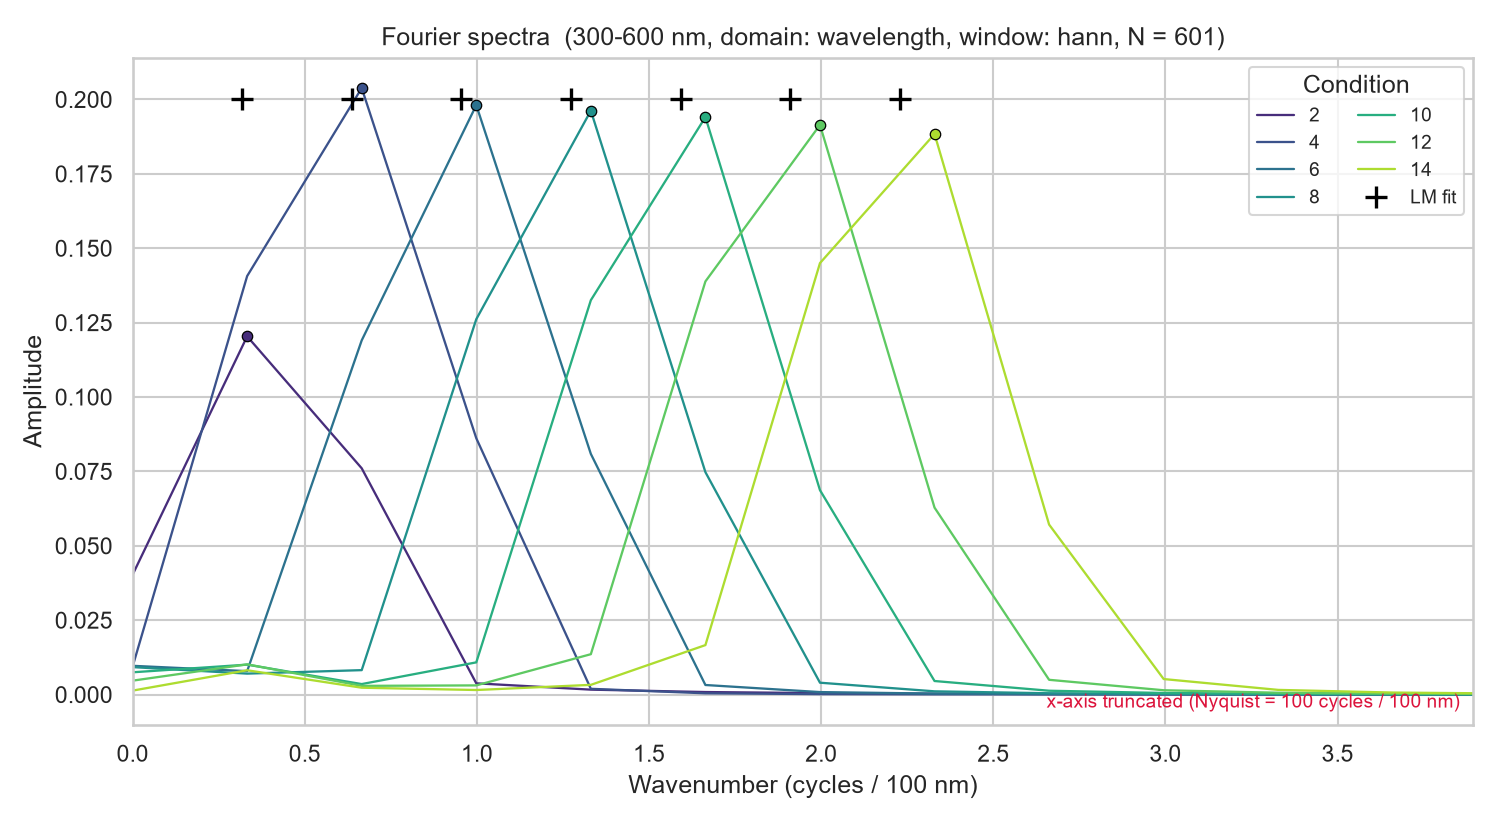 Fourier spectra  (300-600 nm, domain: wavelength, window: hann, N = 601)
Condition
2
4
6
8
10
12
14
LM fit
Amplitude
0.200
0.175
0.150
0.125
0.100
0.075
0.050
0.025
0.000
x-axis truncated (Nyquist = 100 cycles / 100 nm)
0.0 0.5 1.0 1.5 2.0 2.5 3.0 3.5
Wavenumber (cycles / 100 nm)